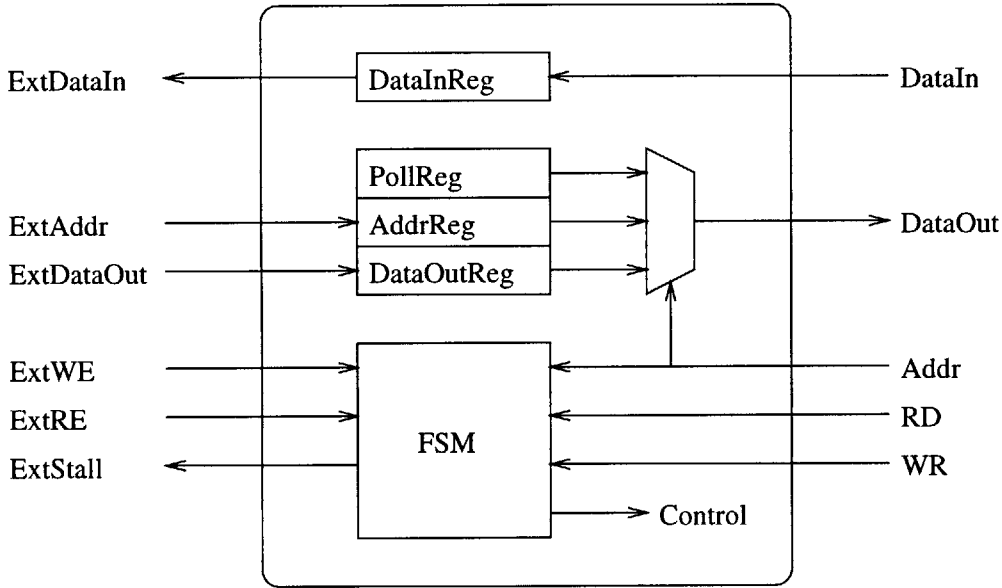 ExtDataIn DataInReg DataIn
PollReg
ExtAddr AddrReg DataOut
ExtDataOut DataOutReg
ExtWE Addr
ExtRE FSM RD
ExtStall WR
Control